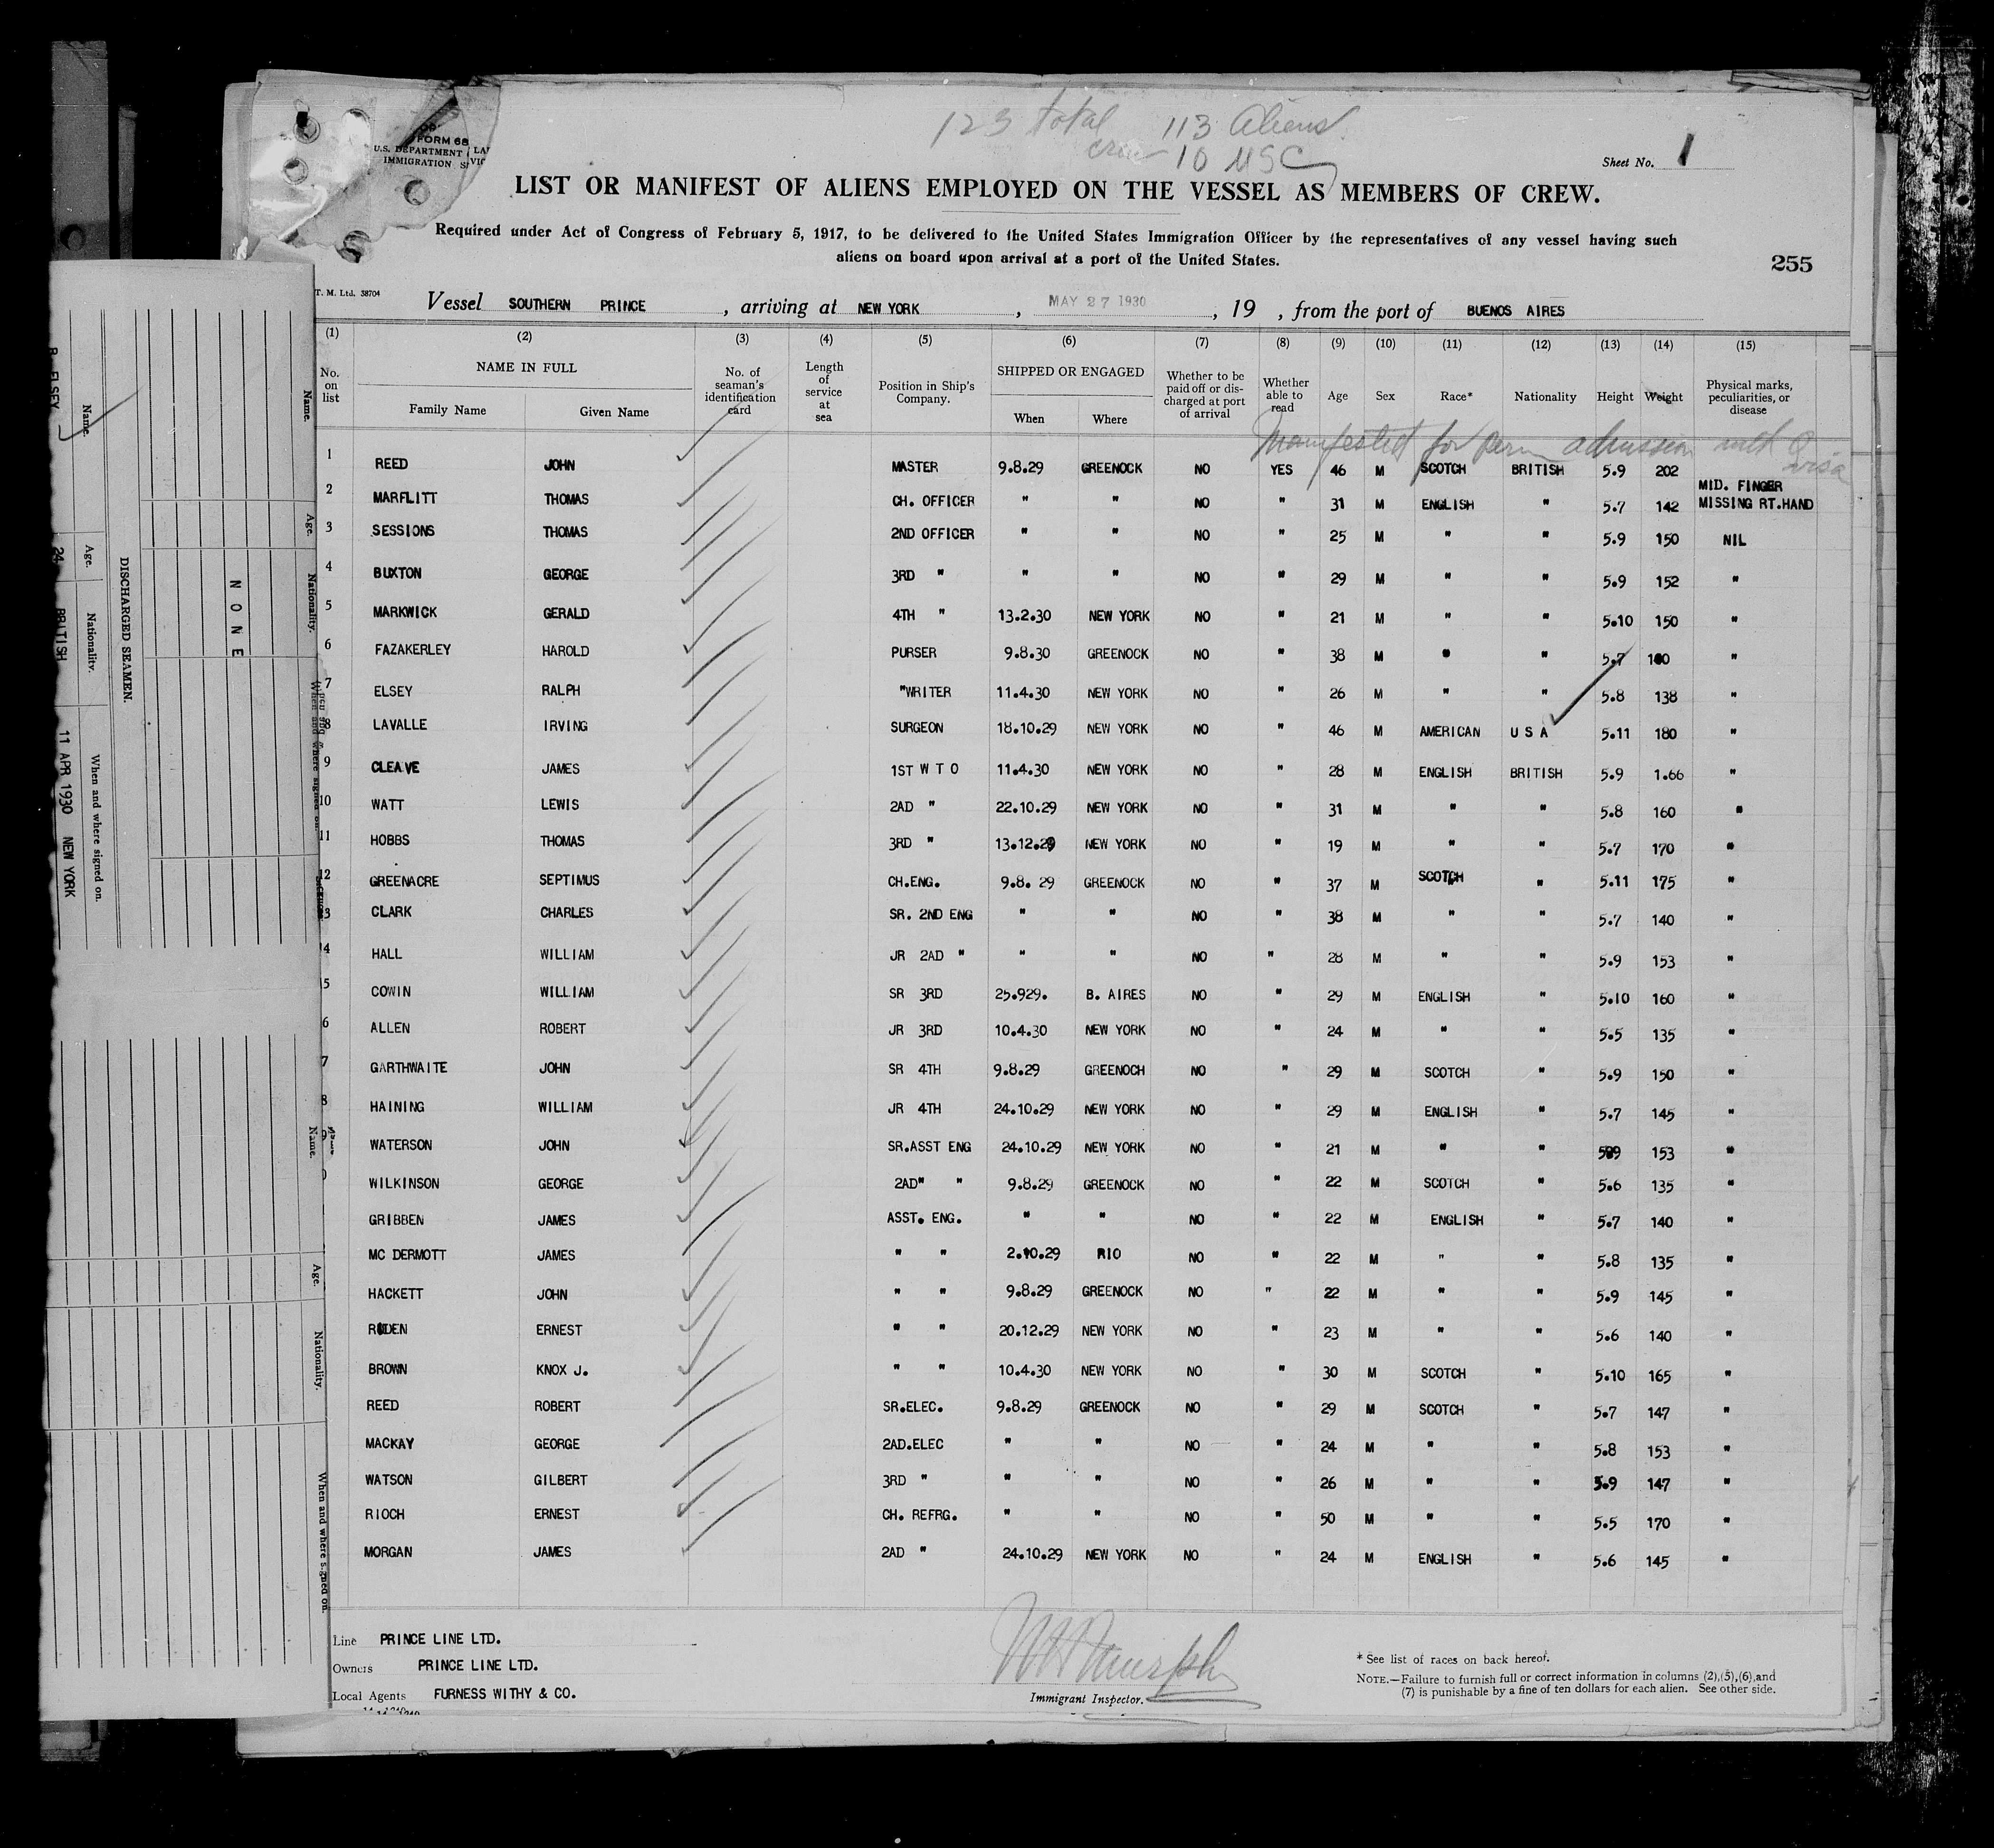 123 total 113 Aliens
crew 10 USC
FORM 68
U.S. DEPARTMENT LA
IMMIGRATION S VIC
Sheet No. 1
LIST OR MANIFEST OF ALIENS EMPLOYED ON THE VESSEL AS MEMBERS OF CREW.
Required under Act of Congress of February 5, 1917, to be delivered to the United States Immigration Officer by the representatives of any vessel having such
aliens on board upon arrival at a port of the United States.
255
T. M. Ltd. 38704
Vessel SOUTHERN PRINCE , arriving at NEW YORK , MAY 27 1930 , 19 , from the port of BUENOS AIRES
(1) (2) (3) (4) (5) (6) (7) (8) (9) (10) (11) (12) (13) (14) (15)
No. on list NAME IN FULL Family Name Given Name No. of seaman's identification card Length of service at sea Position in Ship's Company. SHIPPED OR ENGAGED When Where Whether to be paid off or discharged at port of arrival Whether able to read Age Sex Race* Nationality Height Weight Physical marks, peculiarities, or disease
Manifested for perm admission with visa
1 REED JOHN MASTER 9.8.29 GREENOCK NO YES 46 M SCOTCH BRITISH 5.9 202
2 MARFLITT THOMAS CH. OFFICER " " NO " 31 M ENGLISH " 5.7 142 MID. FINGER MISSING RT.HAND
3 SESSIONS THOMAS 2ND OFFICER " " NO " 25 M " " 5.9 150 NIL
4 BUXTON GEORGE 3RD " " " NO " 29 M " " 5.9 152 "
5 MARKWICK GERALD 4TH " 13.2.30 NEW YORK NO " 21 M " " 5.10 150 "
6 FAZAKERLEY HAROLD PURSER 9.8.30 GREENOCK NO " 38 M " " 5.7 "
7 ELSEY RALPH "WRITER 11.4.30 NEW YORK NO " 26 M " " 5.8 138 "
8 LAVALLE IRVING SURGEON 18.10.29 NEW YORK NO " 46 M AMERICAN U S A 5.11 180 "
9 CLEAVE JAMES 1ST W T O 11.4.30 NEW YORK NO " 28 M ENGLISH BRITISH 5.9 1.66 "
10 WATT LEWIS 2AD " 22.10.29 NEW YORK NO " 31 M " " 5.8 160 "
11 HOBBS THOMAS 3RD " 13.12.29 NEW YORK NO " 19 M " " 5.7 170 "
12 GREENACRE SEPTIMUS CH.ENG. 9.8. 29 GREENOCK NO " 37 M SCOTCH " 5.11 175 "
3 CLARK CHARLES SR. 2ND ENG " " NO " 38 M " " 5.7 140 "
4 HALL WILLIAM JR 2AD " " " NO " 28 M " " 5.9 153 "
5 COWIN WILLIAM SR 3RD 25.929. B. AIRES NO " 29 M ENGLISH " 5.10 160 "
6 ALLEN ROBERT JR 3RD 10.4.30 NEW YORK NO " 24 M " " 5.5 135 "
7 GARTHWAITE JOHN SR 4TH 9.8.29 GREENOCH NO " 29 M SCOTCH " 5.9 150 "
8 HAINING WILLIAM JR 4TH 24.10.29 NEW YORK NO " 29 M ENGLISH " 5.7 145 "
9 WATERSON JOHN SR.ASST ENG 24.10.29 NEW YORK NO " 21 M " " 153 "
WILKINSON GEORGE 2AD" " 9.8.29 GREENOCK NO " 22 M SCOTCH " 5.6 135 "
GRIBBEN JAMES ASST. ENG. " " NO " 22 M ENGLISH " 5.7 140 "
MC DERMOTT JAMES " " 2.10.29 RIO NO " 22 M " " 5.8 135 "
HACKETT JOHN " " 9.8.29 GREENOCK NO " 22 M " " 5.9 145 "
ERNEST " " 20.12.29 NEW YORK NO " 23 M " " 5.6 140 "
BROWN KNOX J. " " 10.4.30 NEW YORK NO " 30 M SCOTCH " 5.10 165 "
REED ROBERT SR.ELEC. 9.8.29 GREENOCK NO " 29 M SCOTCH " 5.7 147 "
MACKAY GEORGE 2AD.ELEC " " NO " 24 M " " 5.8 153 "
WATSON GILBERT 3RD " " " NO " 26 M " " 5.9 147 "
RIOCH ERNEST CH. REFRG. " " NO " 50 M " " 5.5 170 "
MORGAN JAMES 2AD " 24.10.29 NEW YORK NO " 24 M ENGLISH " 5.6 145 "
Line PRINCE LINE LTD.
Owners PRINCE LINE LTD.
Local Agents FURNESS WITHY & CO.
Immigrant Inspector.
* See list of races on back hereof.
NOTE.—Failure to furnish full or correct information in columns (2),(5),(6),and
(7) is punishable by a fine of ten dollars for each alien. See other side.
Name. Age. Nationality. When and where signed on.
NONE
DISCHARGED SEAMEN.
Name. Age. Nationality. When and where signed on.
R ELSEY 24 BRITISH 11 APR 1930 NEW YORK
Name. Age. Nationality. When and where signed on.